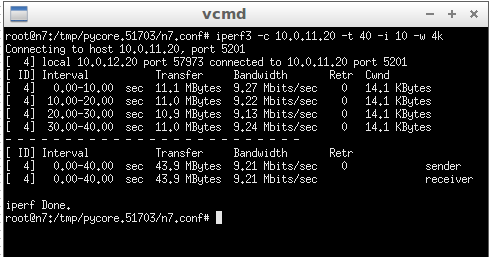 vcmd
root@n7:/tmp/pycore.51703/n7.conf# iperf3 -c 10.0.11.20 -t 40 -i 10 -w 4k
Connecting to host 10.0.11.20, port 5201
[  4] local 10.0.12.20 port 57973 connected to 10.0.11.20 port 5201
[ ID] Interval           Transfer     Bandwidth       Retr  Cwnd
[  4]   0.00-10.00  sec  11.1 MBytes  9.27 Mbits/sec    0   14.1 KBytes
[  4]  10.00-20.00  sec  11.0 MBytes  9.22 Mbits/sec    0   14.1 KBytes
[  4]  20.00-30.00  sec  10.9 MBytes  9.13 Mbits/sec    0   14.1 KBytes
[  4]  30.00-40.00  sec  11.0 MBytes  9.24 Mbits/sec    0   14.1 KBytes
- - - - - - - - - - - - - - - - - - - - - - - - -
[ ID] Interval           Transfer     Bandwidth       Retr
[  4]   0.00-40.00  sec  43.9 MBytes  9.21 Mbits/sec    0             sender
[  4]   0.00-40.00  sec  43.9 MBytes  9.21 Mbits/sec                  receiver
iperf Done.
root@n7:/tmp/pycore.51703/n7.conf#